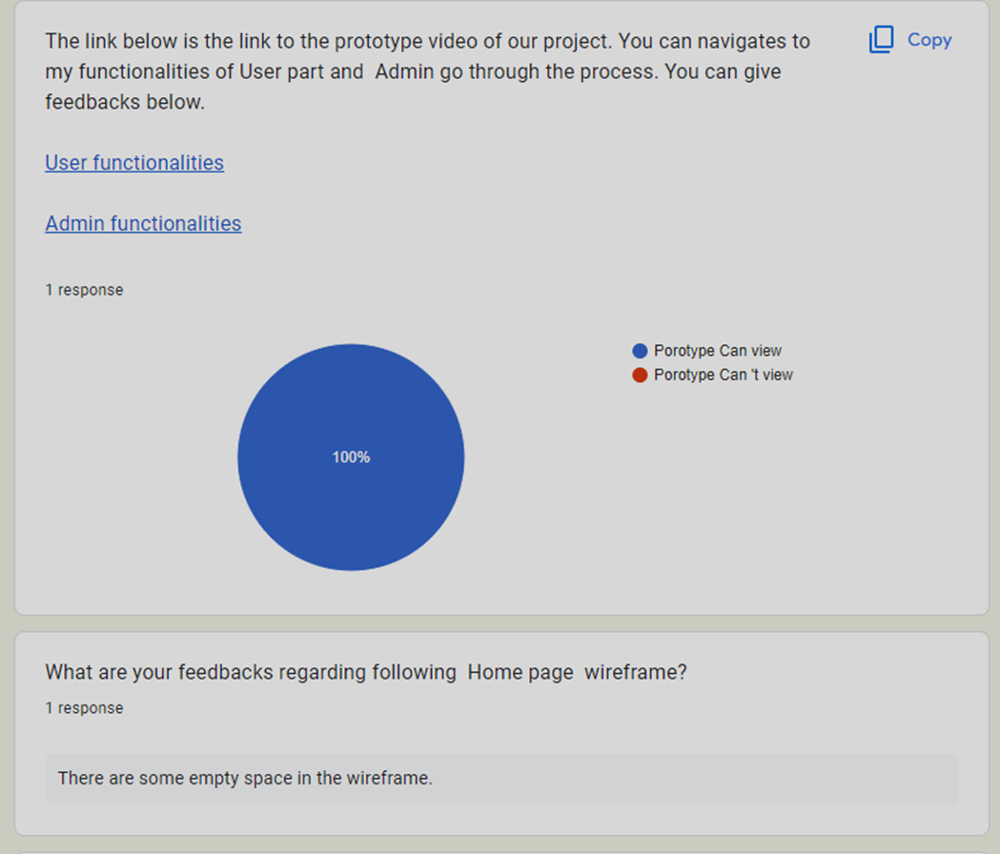 The link below is the link to the prototype video of our project. You can navigates to
my functionalities of User part and  Admin go through the process. You can give
feedbacks below.
Copy
User functionalities
Admin functionalities
1 response
Porotype Can view
Porotype Can 't view
100%
What are your feedbacks regarding following  Home page  wireframe?
1 response
There are some empty space in the wireframe.